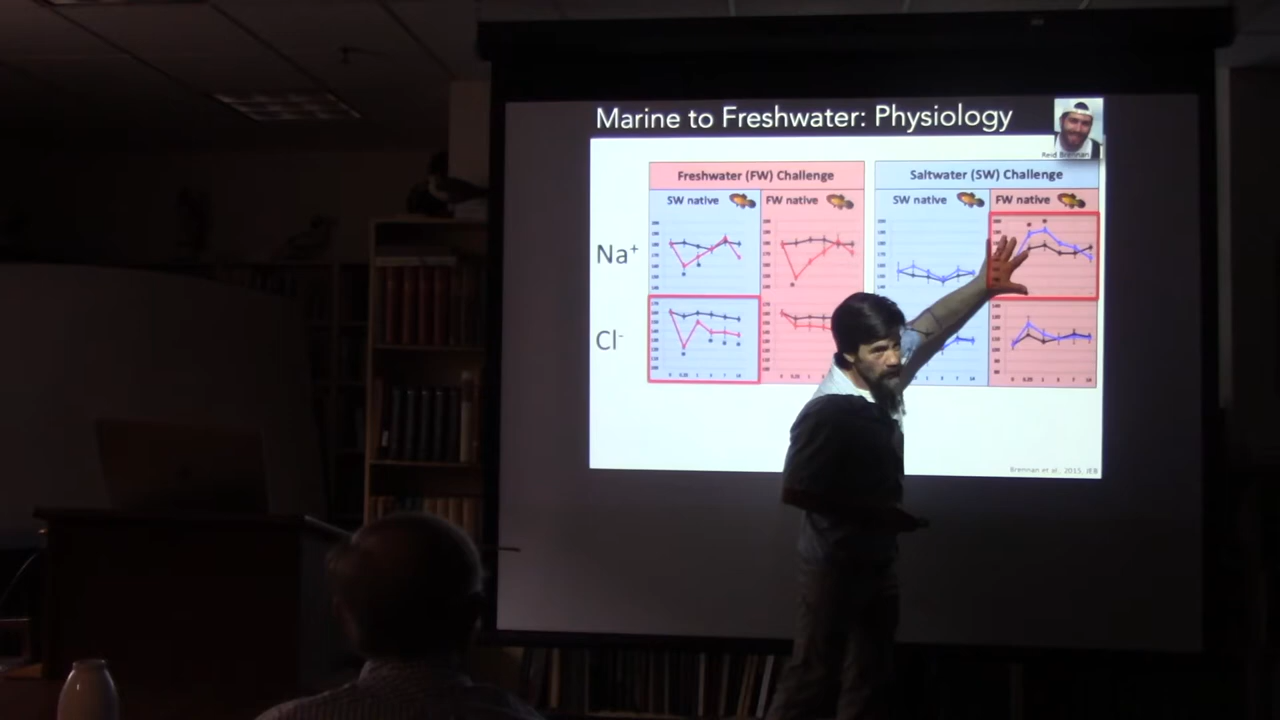 Marine to Freshwater: Physiology
Reid Brennan
Freshwater (FW) Challenge
Saltwater (SW) Challenge
SW native
FW native
SW native
FW native
Na+
Cl-
Brennan et al., 2015, JEB